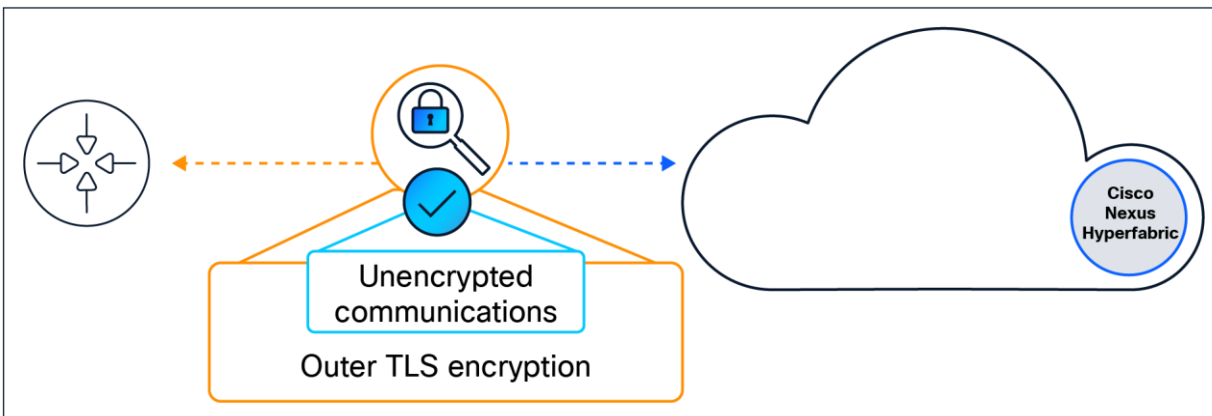 Cisco
Nexus
Hyperfabric
Unencrypted
communications
Outer TLS encryption